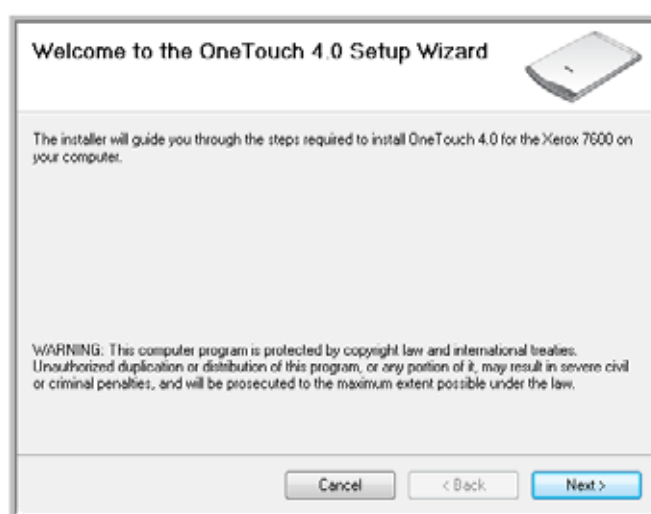 Welcome to the OneTouch 4.0 Setup Wizard
The installer will guide you through the steps required to install OneTouch 4.0 for the Xerox 7600 on
your computer.
WARNING: This computer program is protected by copyright law and international treaties.
Unauthorized duplication or distribution of this program, or any portion of it, may result in severe civil
or criminal penalties, and will be prosecuted to the maximum extent possible under the law.
Cancel < Back Next >